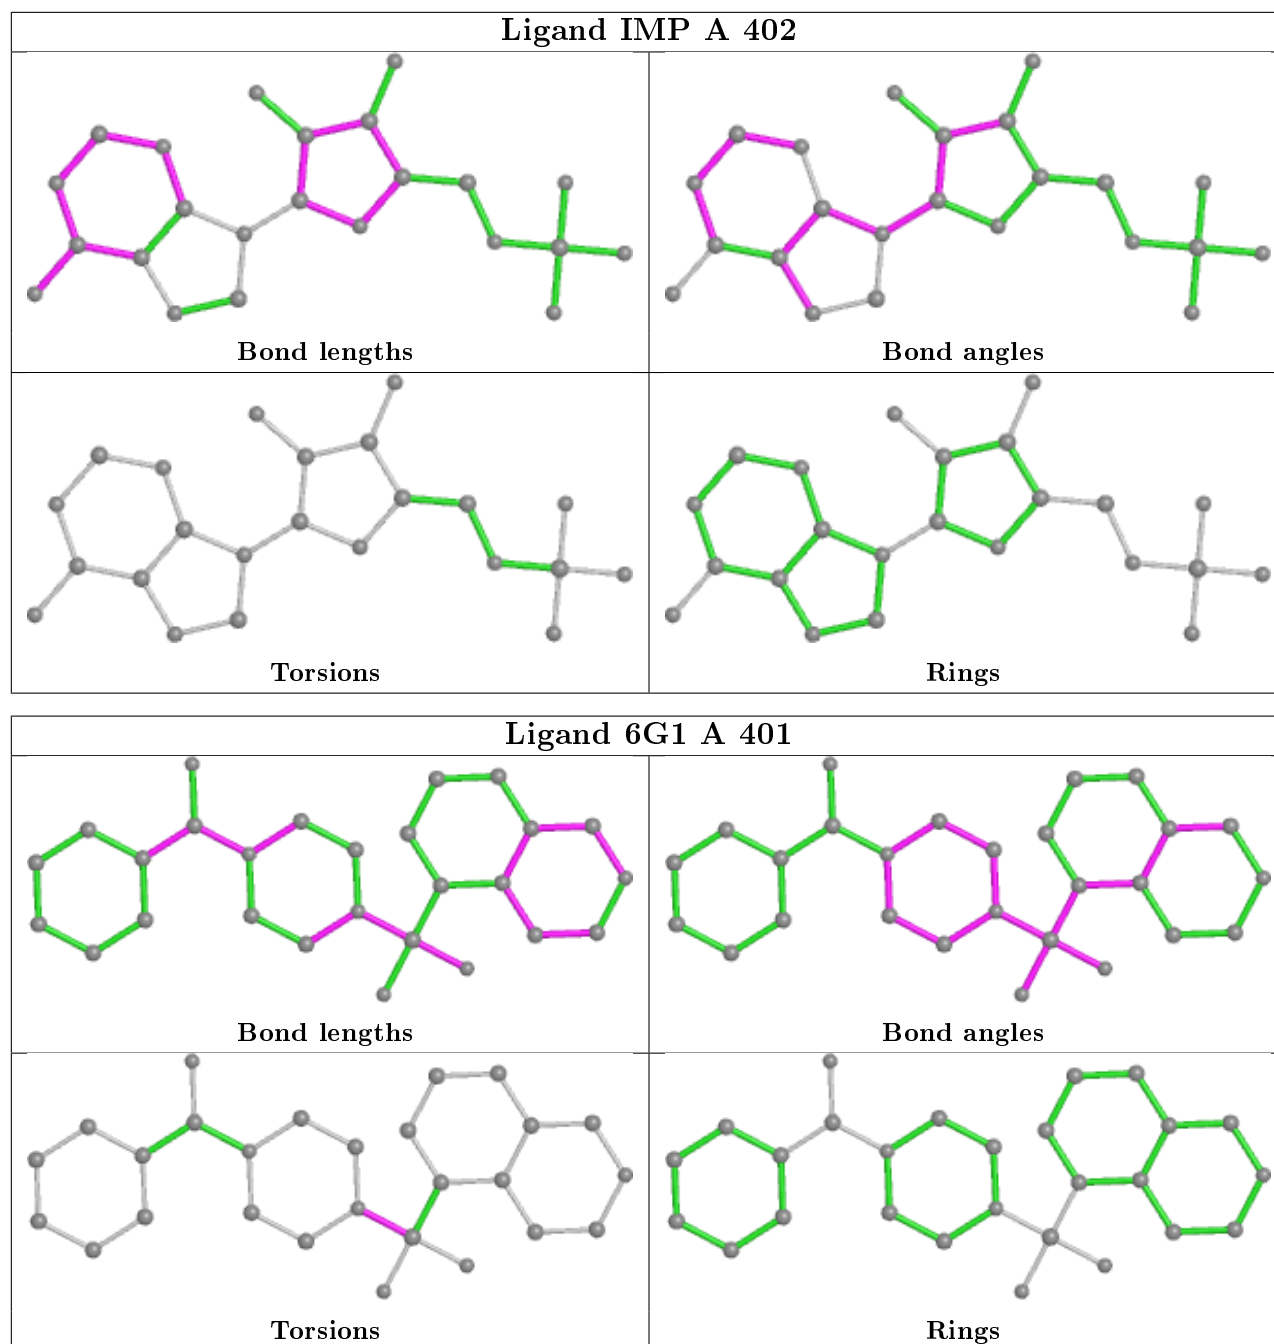 Ligand IMP A 402
Bond lengths
Bond angles
Torsions
Rings
Ligand 6G1 A 401
Bond lengths
Bond angles
Torsions
Rings